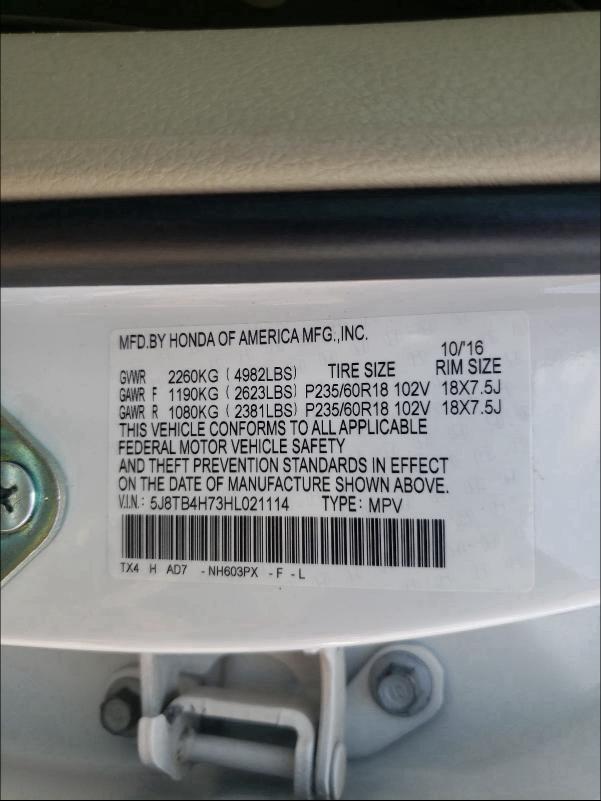 MFD.BY HONDA OF AMERICA MFG.,INC.
10/'16
GVWR 2260KG ( 4982LBS) TIRE SIZE RIM SIZE
GAWR F 1190KG ( 2623LBS) P235/60R18 102V 18X7.5J
GAWR R 1080KG ( 2381LBS) P235/60R18 102V 18X7.5J
THIS VEHICLE CONFORMS TO ALL APPLICABLE
FEDERAL MOTOR VEHICLE SAFETY
AND THEFT PREVENTION STANDARDS IN EFFECT
ON THE DATE OF MANUFACTURE SHOWN ABOVE.
V.I.N.: 5J8TB4H73HL021114 TYPE: MPV
TX4 H AD7 - NH603PX - F - L